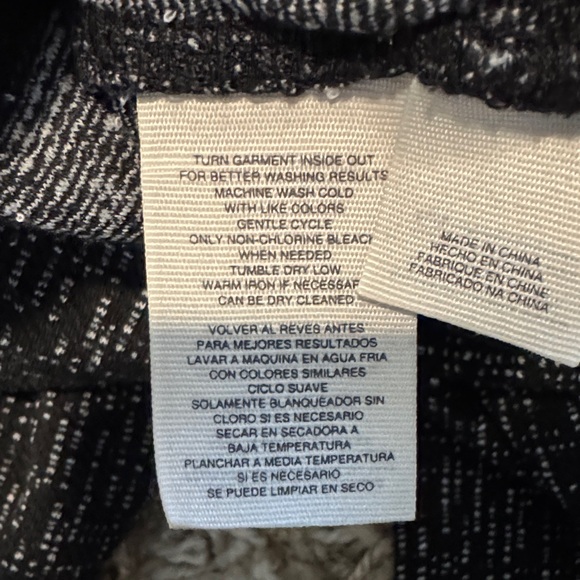 TURN GARMENT INSIDE OUT
FOR BETTER WASHING RESULTS
MACHINE WASH COLD
WITH LIKE COLORS
GENTLE CYCLE
ONLY NON-CHLORINE BLEACH
WHEN NEEDED
TUMBLE DRY LOW
WARM IRON IF NECESSAR
CAN BE DRY CLEANED
VOLVER AL REVES ANTES
PARA MEJORES RESULTADOS
LAVAR A MAQUINA EN AGUA FRIA
CON COLORES SIMILARES
CICLO SUAVE
SOLAMENTE BLANQUEADOR SIN
CLORO SI ES NECESARIO
SECAR EN SECADORA A
BAJA TEMPERATURA
PLANCHAR A MEDIA TEMPERATURA
SI ES NECESARIO
SE PUEDE LIMPIAR EN SECO
MADE IN CHINA
HECHO EN CHINA
FABRIQUE EN CHINE
FABRICADO NA CHINA